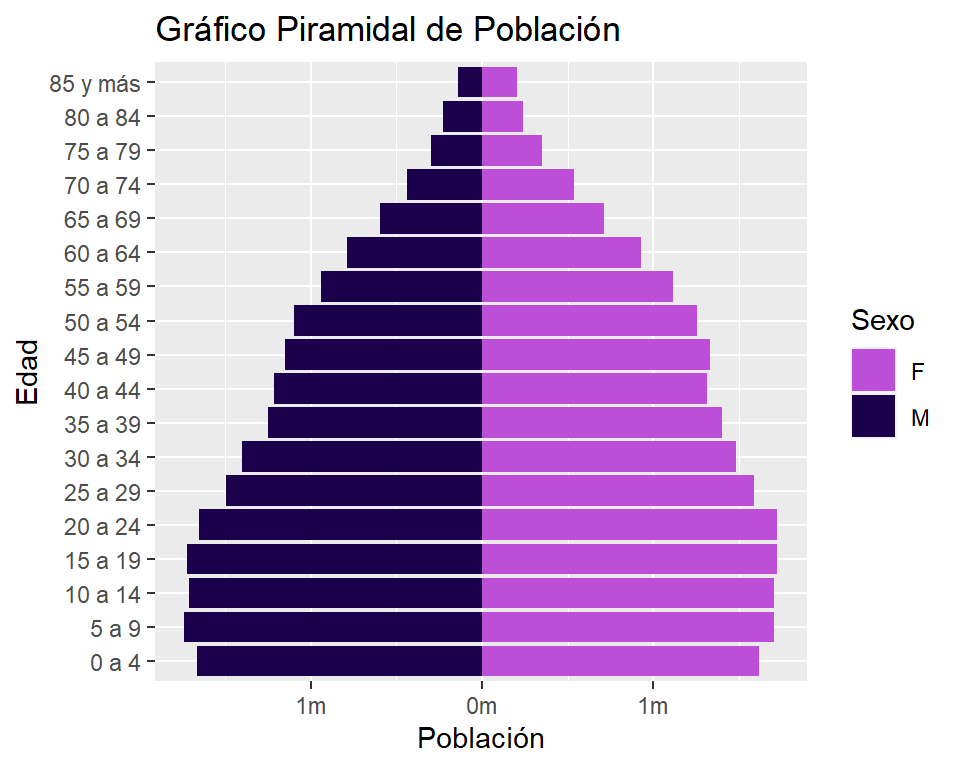 Gráfico Piramidal de Población
85 y más
80 a 84
75 a 79
70 a 74
65 a 69
60 a 64
55 a 59
50 a 54
45 a 49
40 a 44
35 a 39
30 a 34
25 a 29
20 a 24
15 a 19
10 a 14
5 a 9
0 a 4
Edad
1m 0m 1m
Población
Sexo
F
M